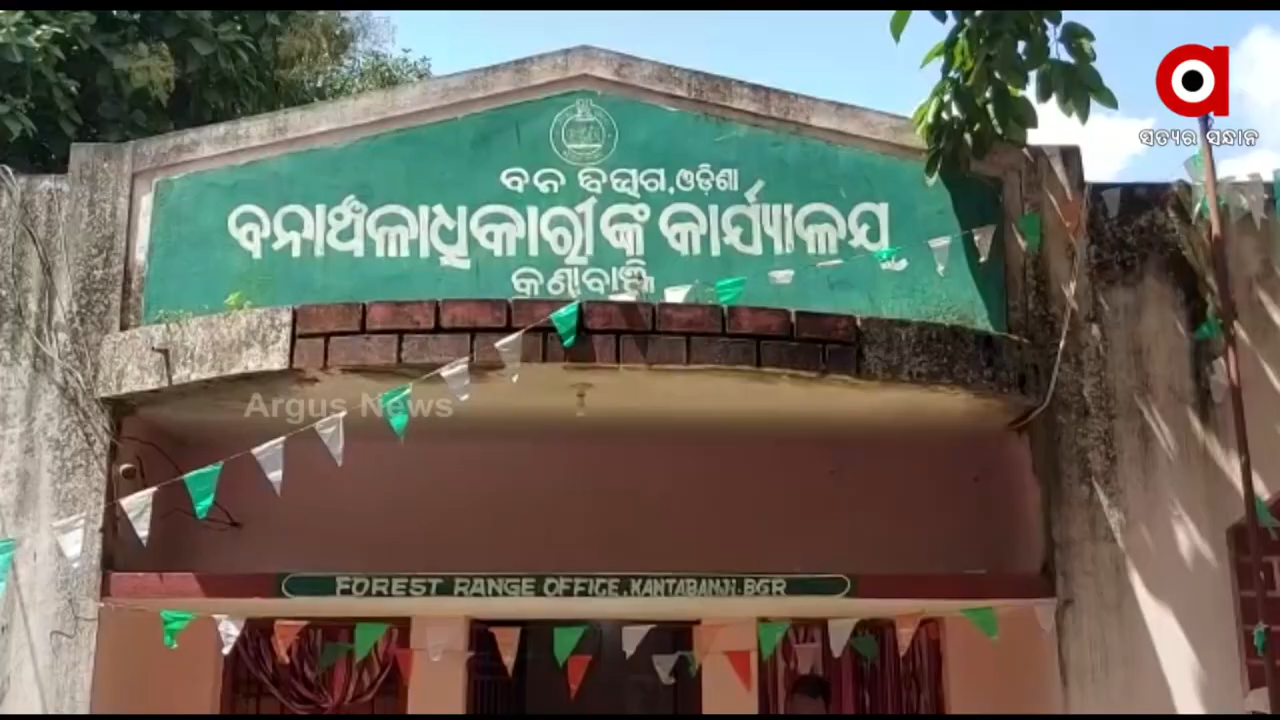 ସତ୍ୟର ସନ୍ଧାନ
ବନ ବିଭାଗ, ଓଡ଼ିଶା
ବନାଞ୍ଚଳାଧିକାରୀଙ୍କ କାର୍ଯ୍ୟାଳୟ
କଣ୍ଟାବାଞ୍ଜି
Argus News
FOREST RANGE OFFICE, KANTABANJI. BGR